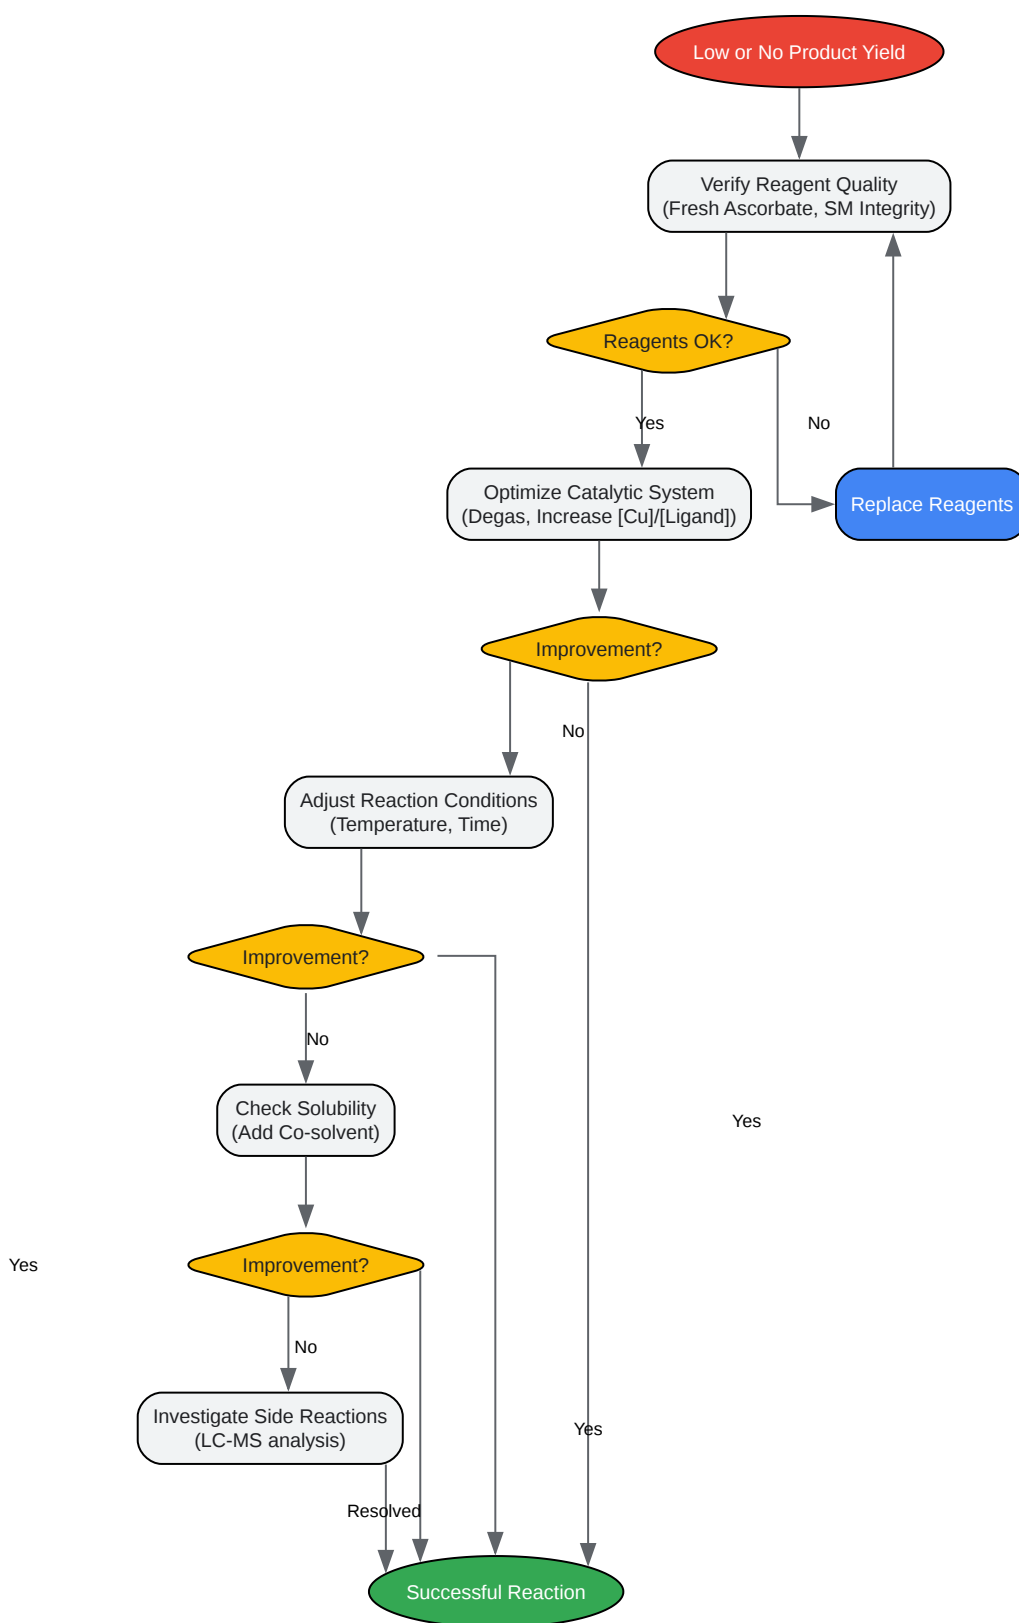 Low or No Product Yield
Verify Reagent Quality
(Fresh Ascorbate, SM Integrity)
Reagents OK?
Yes
No
Optimize Catalytic System
(Degas, Increase [Cu]/[Ligand])
Replace Reagents
Improvement?
No
Adjust Reaction Conditions
(Temperature, Time)
Improvement?
No
Check Solubility
(Add Co-solvent)
Yes
Yes
Improvement?
No
Investigate Side Reactions
(LC-MS analysis)
Yes
Resolved
Successful Reaction